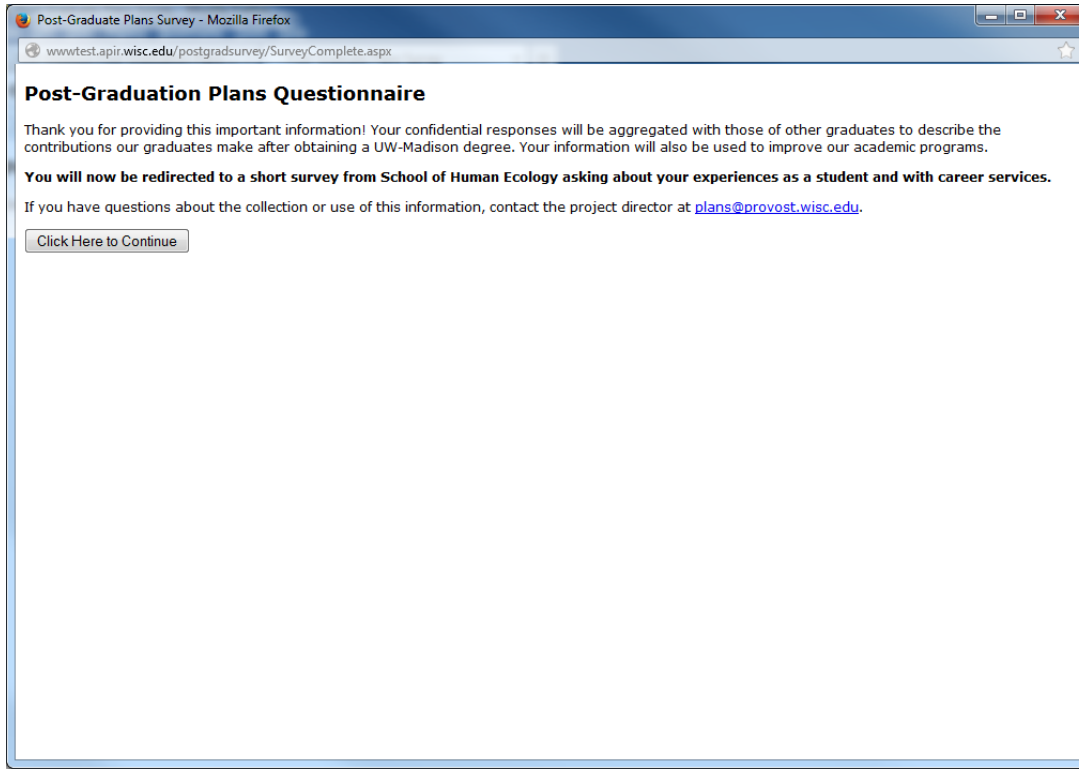 Post-Graduate Plans Survey - Mozilla Firefox
wwwtest.apir.wisc.edu/postgradsurvey/SurveyComplete.aspx
Post-Graduation Plans Questionnaire
Thank you for providing this important information! Your confidential responses will be aggregated with those of other graduates to describe the
contributions our graduates make after obtaining a UW-Madison degree. Your information will also be used to improve our academic programs.
You will now be redirected to a short survey from School of Human Ecology asking about your experiences as a student and with career services.
If you have questions about the collection or use of this information, contact the project director at plans@provost.wisc.edu.
Click Here to Continue